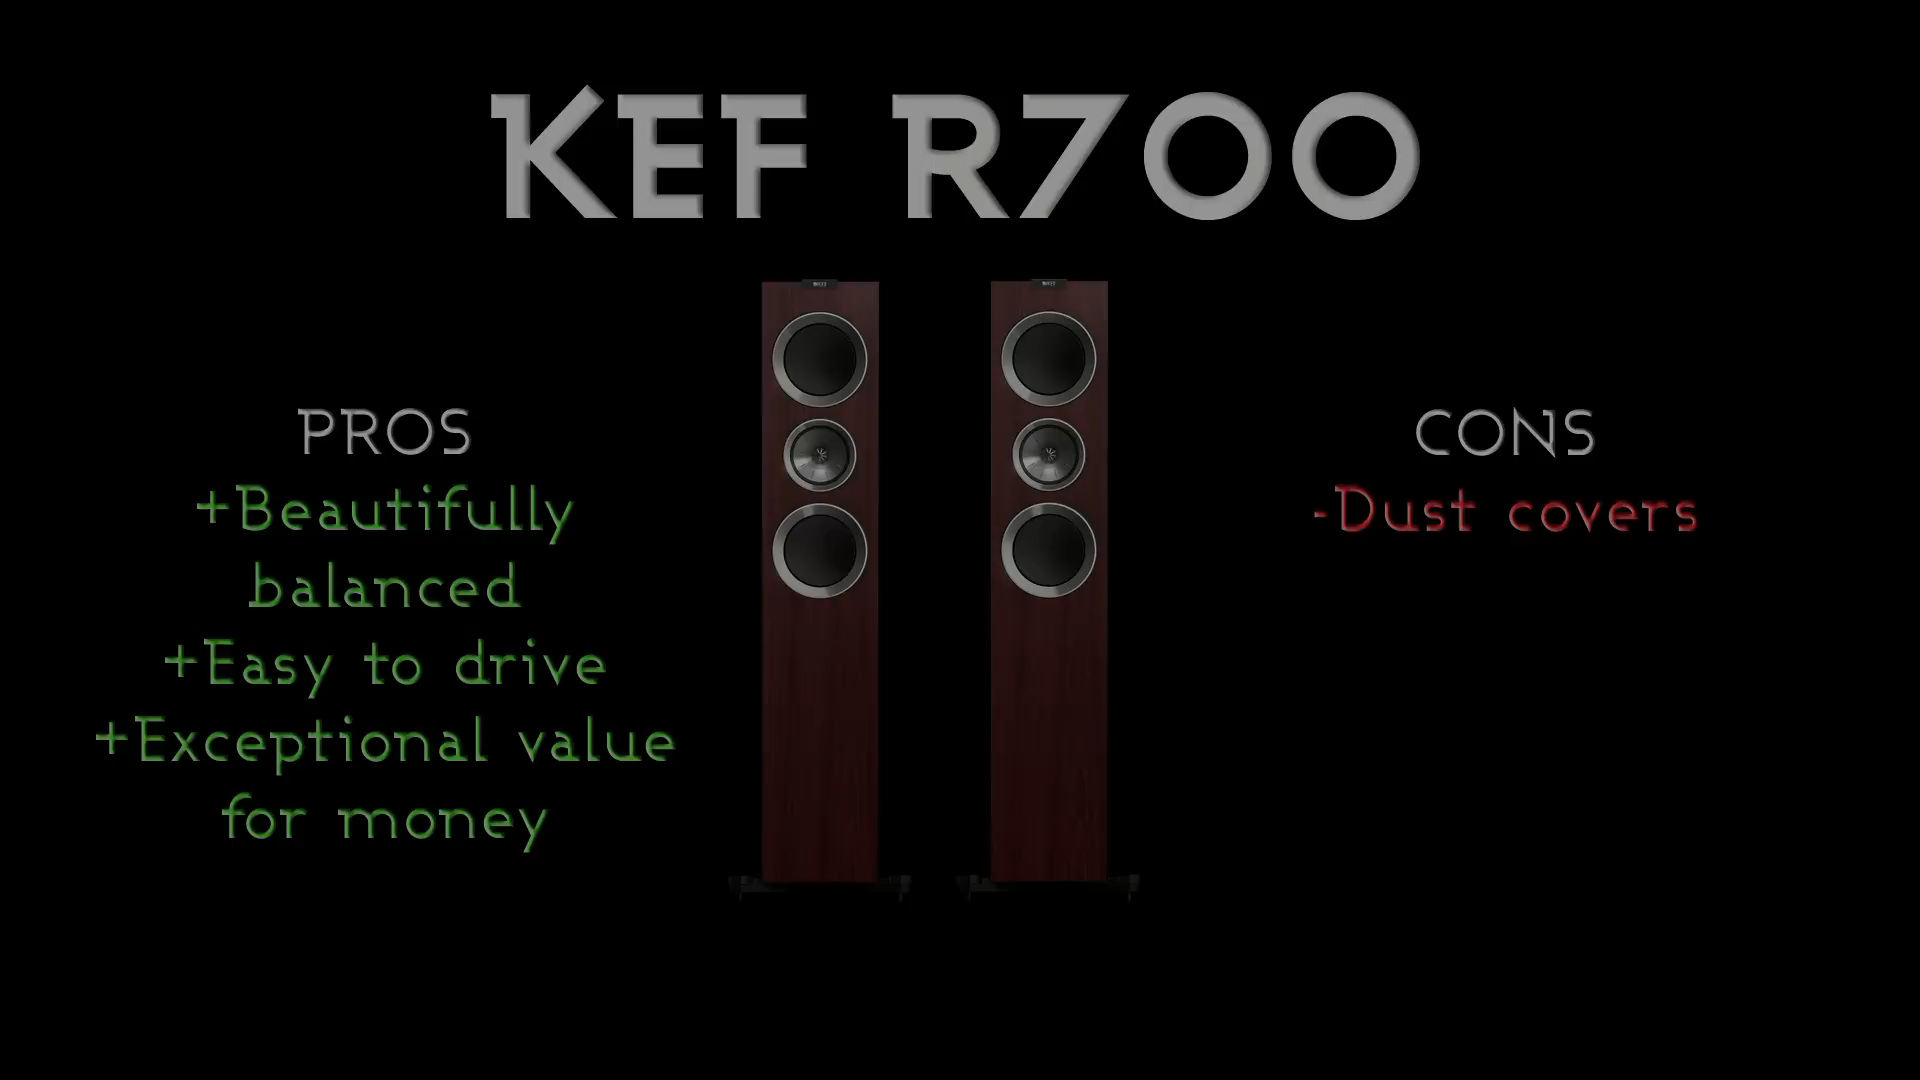 KEF R700
PROS
+Beautifully
balanced
+Easy to drive
+Exceptional value
for money
CONS
-Dust covers